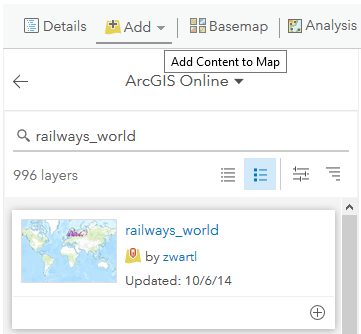 Details Add Basemap Analysis
Add Content to Map
ArcGIS Online
railways_world
996 layers
railways_world
by zwartl
Updated: 10/6/14